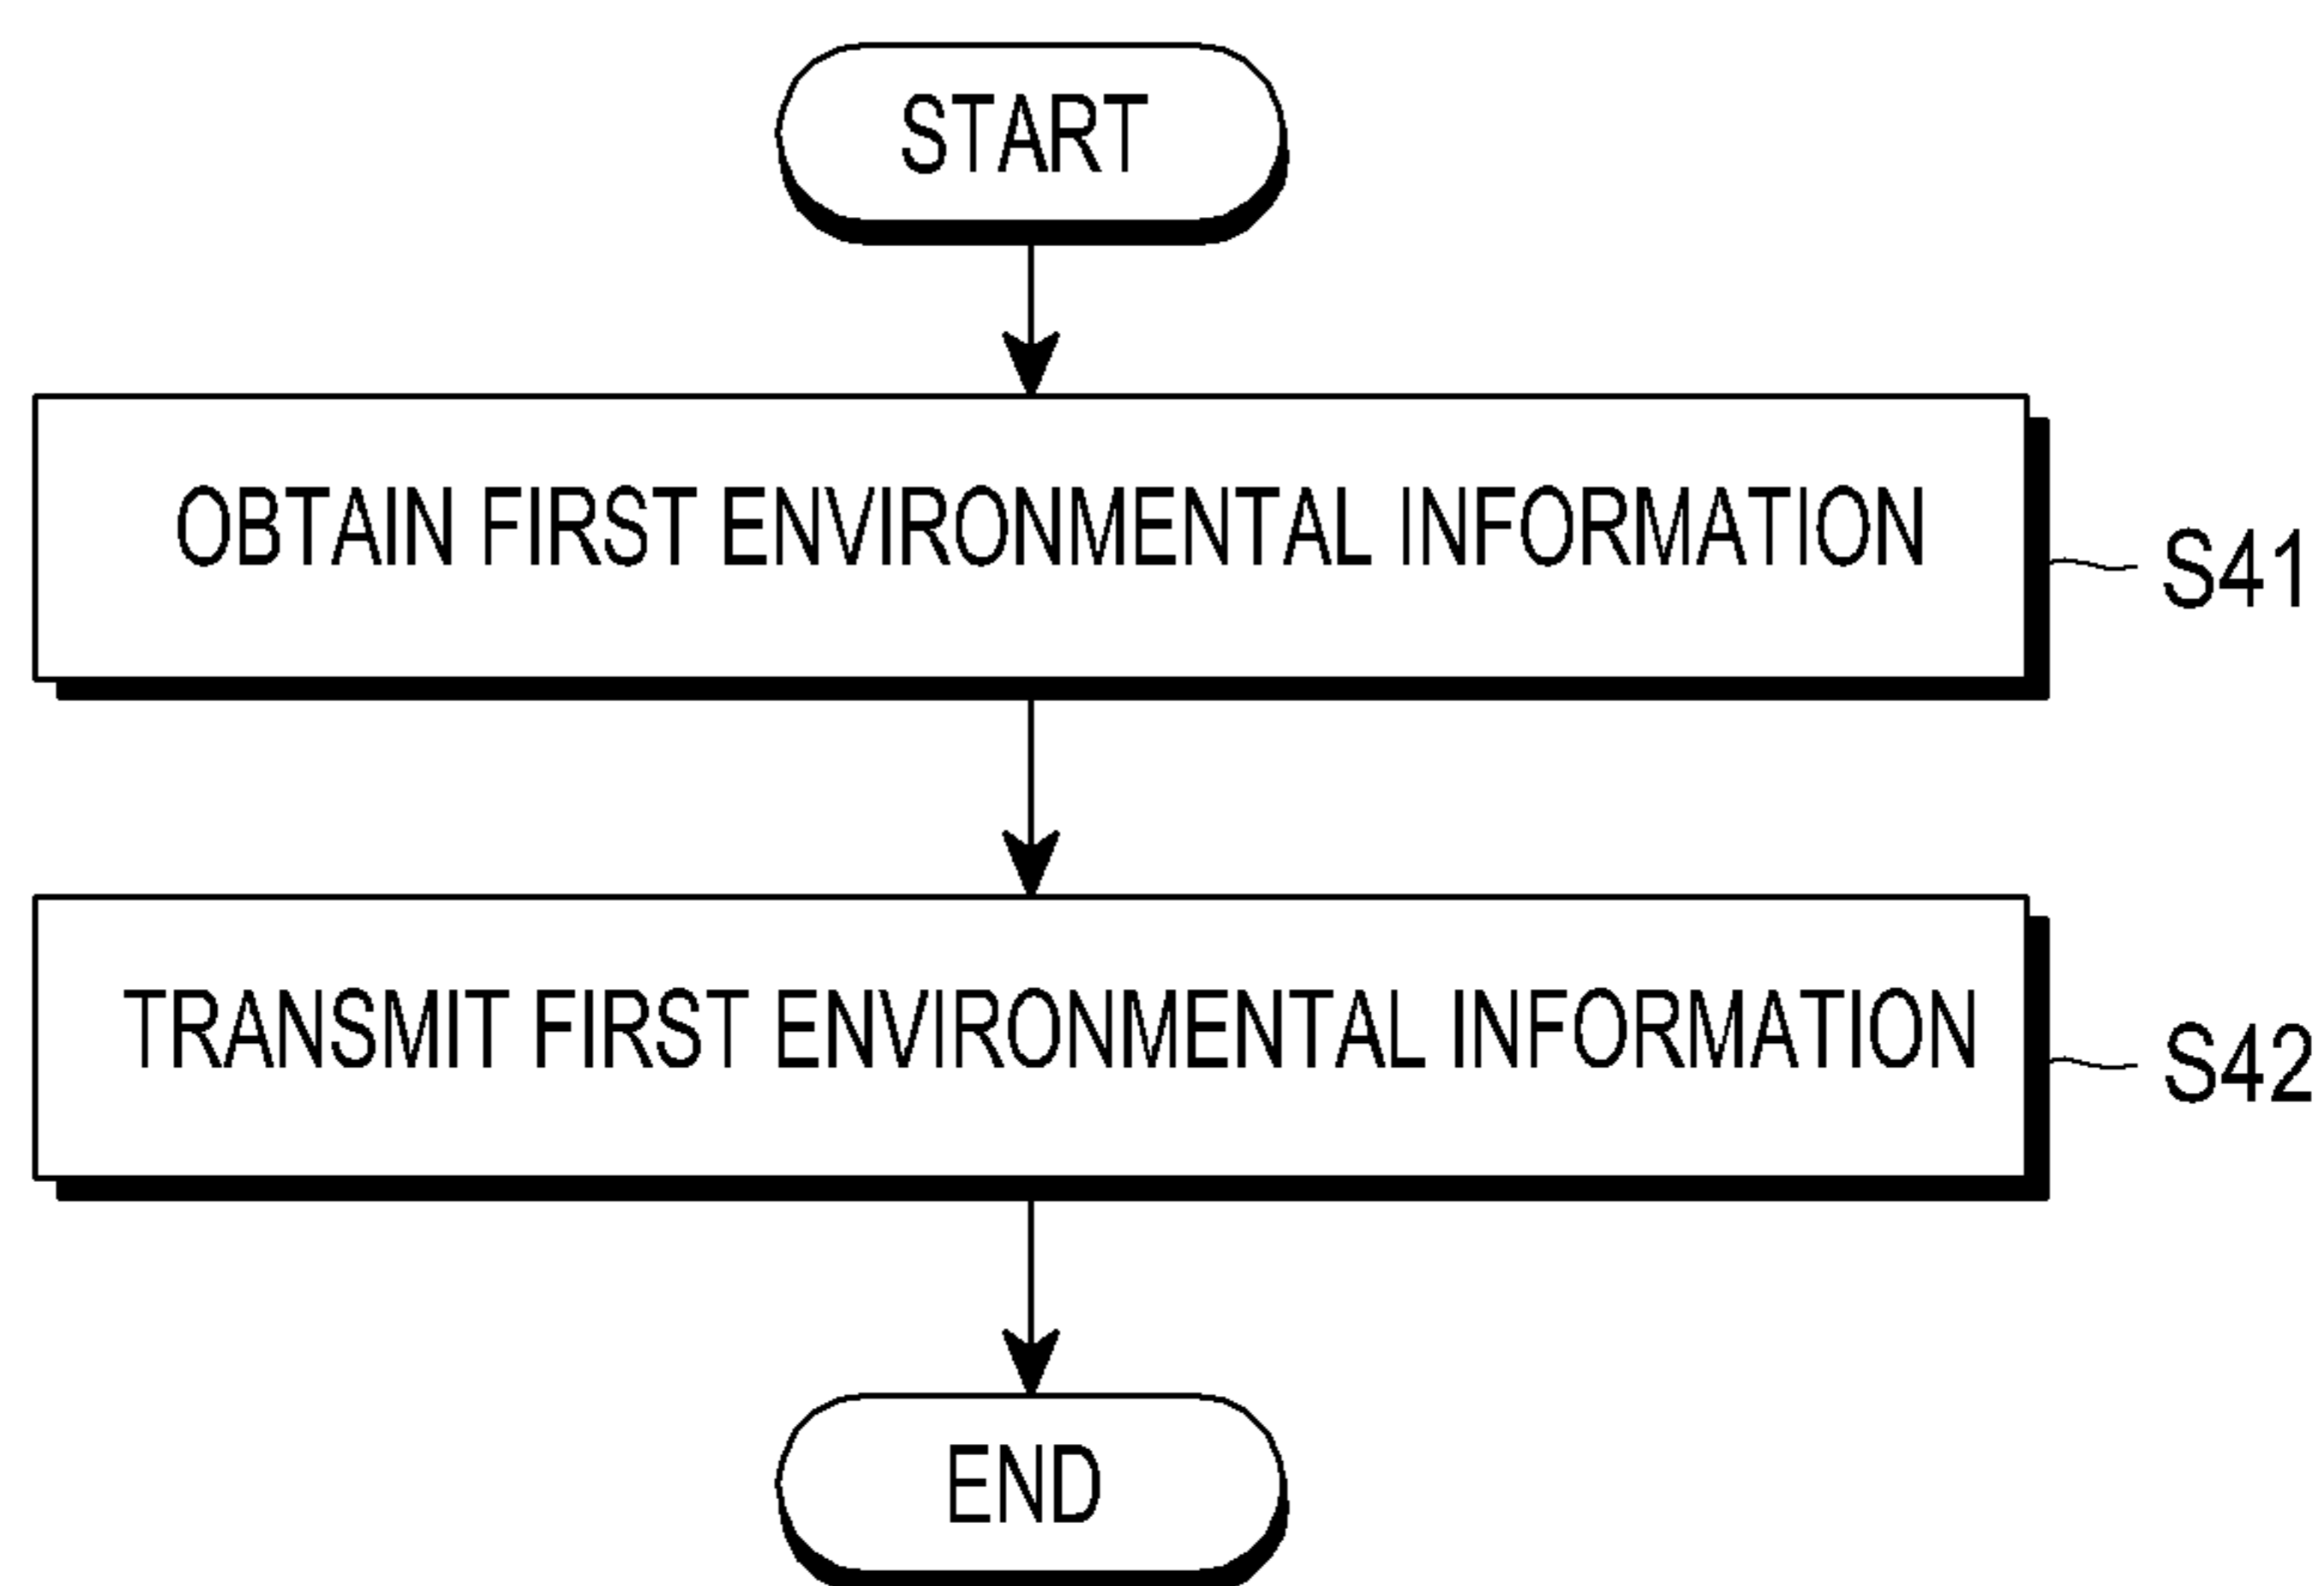 START
OBTAIN FIRST ENVIRONMENTAL INFORMATION
S41
TRANSMIT FIRST ENVIRONMENTAL INFORMATION
S42
END